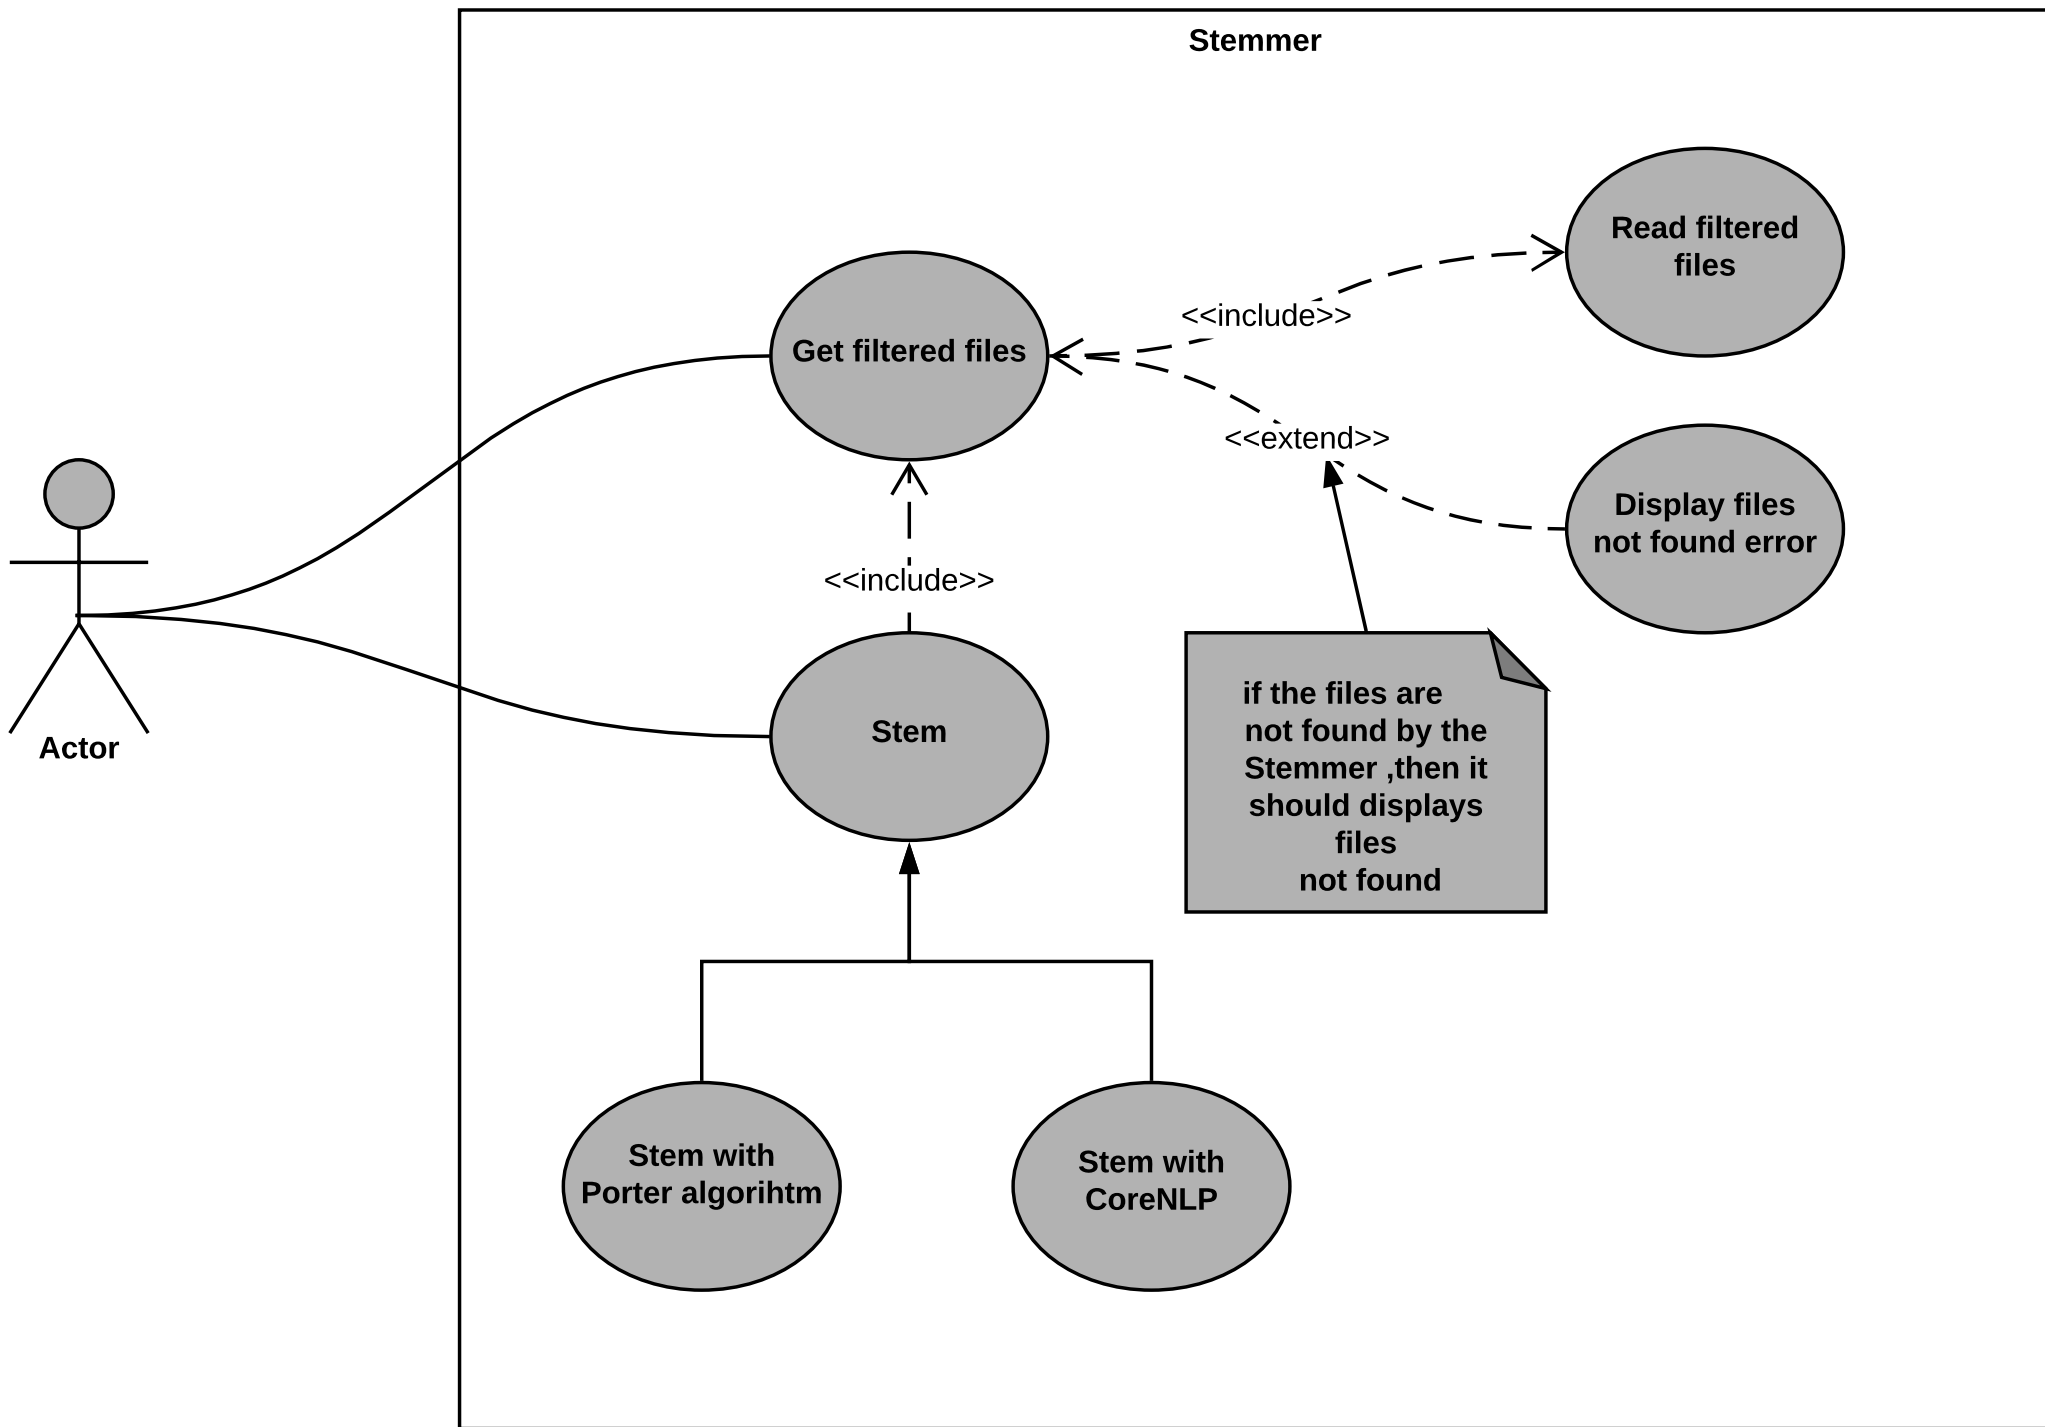 Stemmer
Read filtered
files
<<include>>
Get filtered files
<<extend>>
Display files
not found error
<<include>>
if the files are
not found by the
Stemmer ,then it
should displays
files
not found
Stem
Actor
Stem with
Porter algorihtm
Stem with
CoreNLP